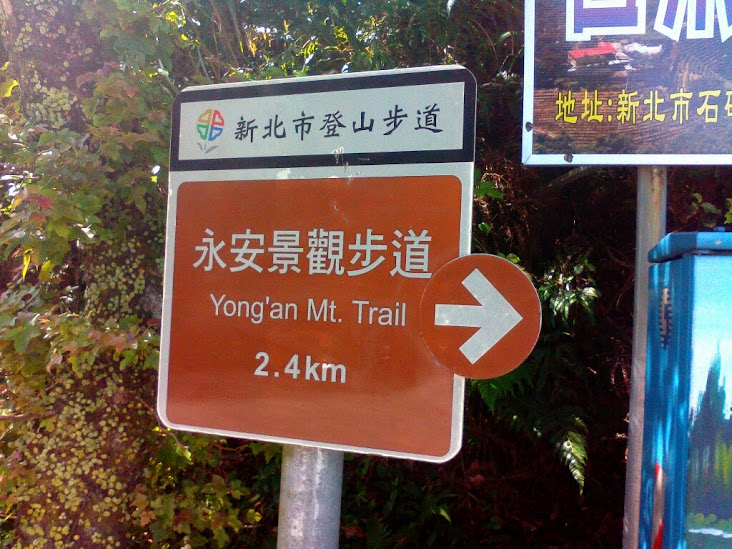 新北市登山步道
永安景觀步道
Yong'an Mt. Trail
2.4km
地址:新北市石